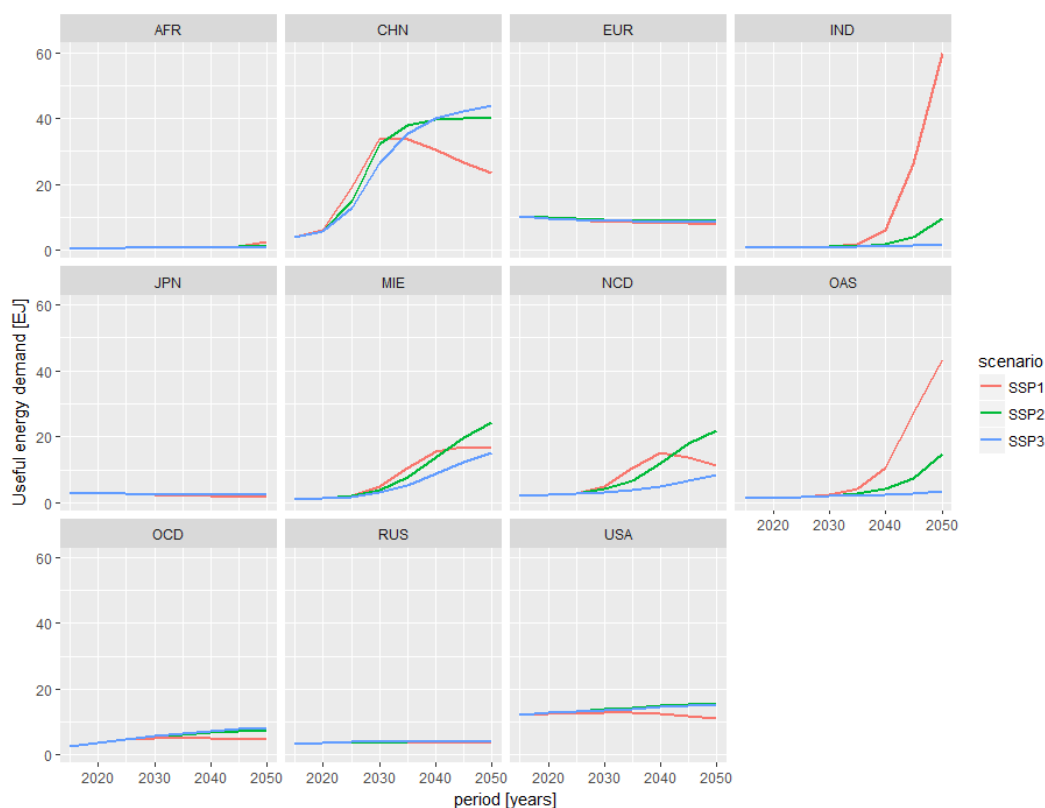 AFR CHN EUR IND
60
40
20
0
JPN MIE NCD OAS
60
40
20
0
2020 2030 2040 2050
OCD RUS USA
60
40
20
0
2020 2030 2040 2050 2020 2030 2040 2050 2020 2030 2040 2050
period [years]
Useful energy demand [EJ]
scenario
SSP1
SSP2
SSP3